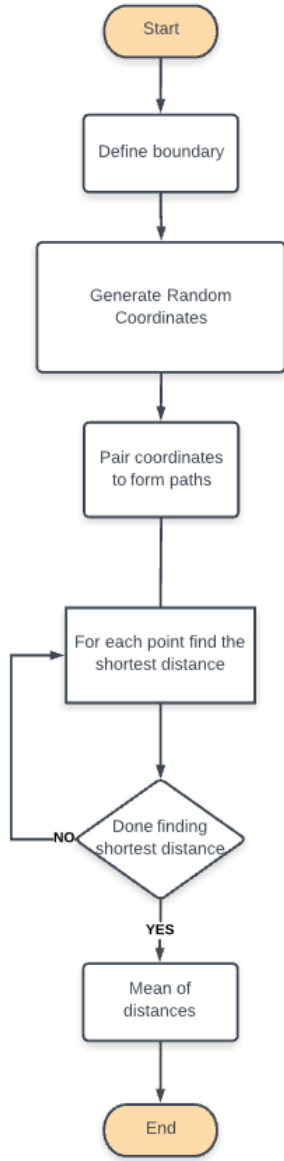 Start
Define boundary
Generate Random
Coordinates
Pair coordinates
to form paths
For each point find the
shortest distance
Done finding
shortest distance
NO
YES
Mean of
distances
End